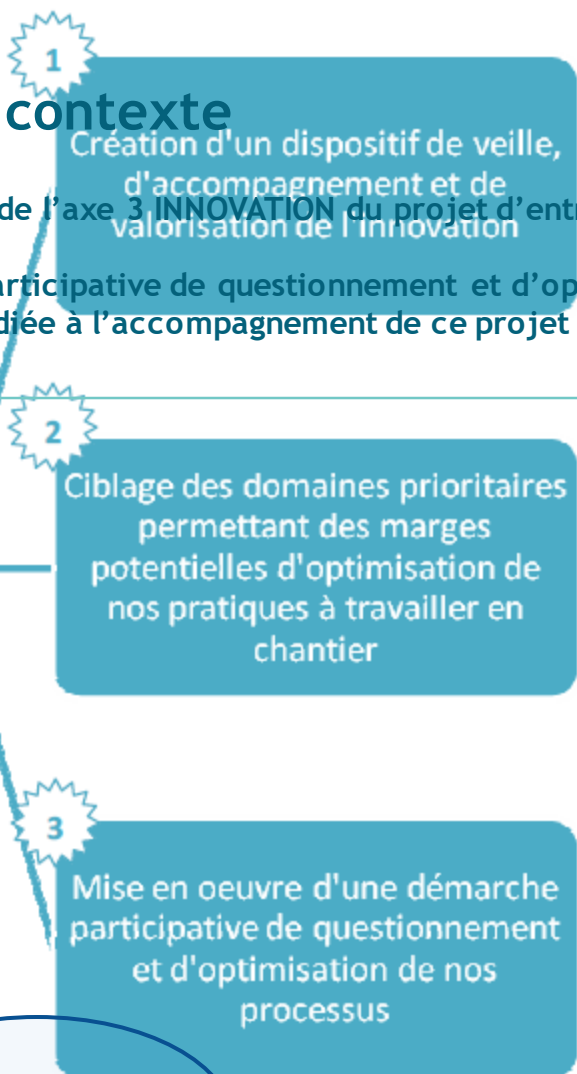 contexte
de l'axe 3 INNOVATION du projet d'entr
articipative de questionnement et d'op
diée à l'accompagnement de ce projet
1
Création d'un dispositif de veille,
d'accompagnement et de
valorisation de l'innovation
2
Ciblage des domaines prioritaires
permettant des marges
potentielles d'optimisation de
nos pratiques à travailler en
chantier
3
Mise en oeuvre d'une démarche
participative de questionnement
et d'optimisation de nos
processus